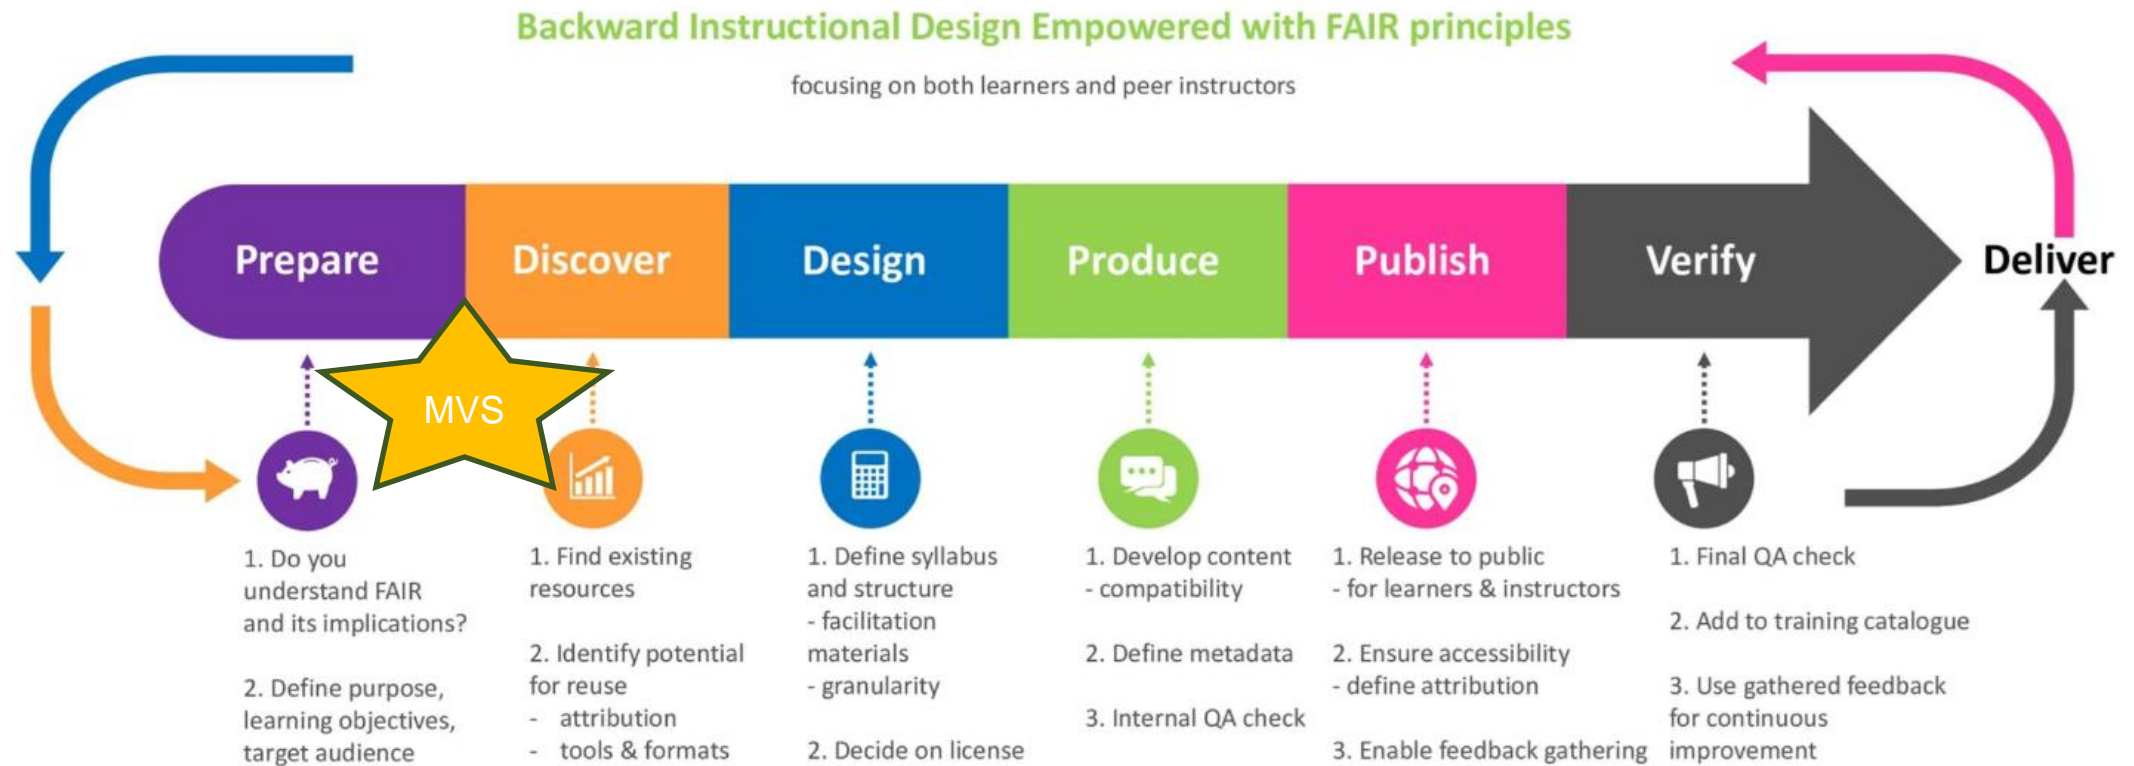 Backward Instructional Design Empowered with FAIR principles
focusing on both learners and peer instructors
Prepare
Discover
Design
Produce
Publish
Verify
Deliver
MVS
1. Do you
understand FAIR
and its implications?
2. Define purpose,
learning objectives,
target audience
1. Find existing
resources
2. Identify potential
for reuse
- attribution
- tools & formats
1. Define syllabus
and structure
- facilitation
materials
- granularity
2. Decide on license
1. Develop content
- compatibility
2. Define metadata
3. Internal QA check
1. Release to public
- for learners & instructors
2. Ensure accessibility
- define attribution
3. Enable feedback gathering
1. Final QA check
2. Add to training catalogue
3. Use gathered feedback
for continuous
improvement